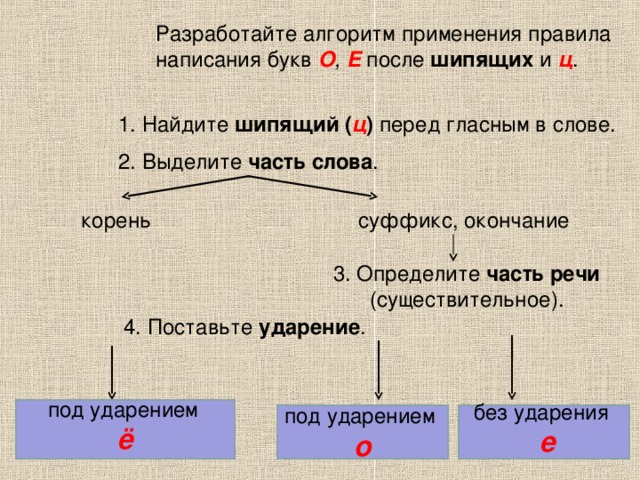 Разработайте алгоритм применения правила
написания букв О, Е после шипящих и ц.
1. Найдите шипящий (ц) перед гласным в слове.
2. Выделите часть слова.
корень
суффикс, окончание
3. Определите часть речи
(существительное).
4. Поставьте ударение.
под ударением
ё
под ударением
о
без ударения
е